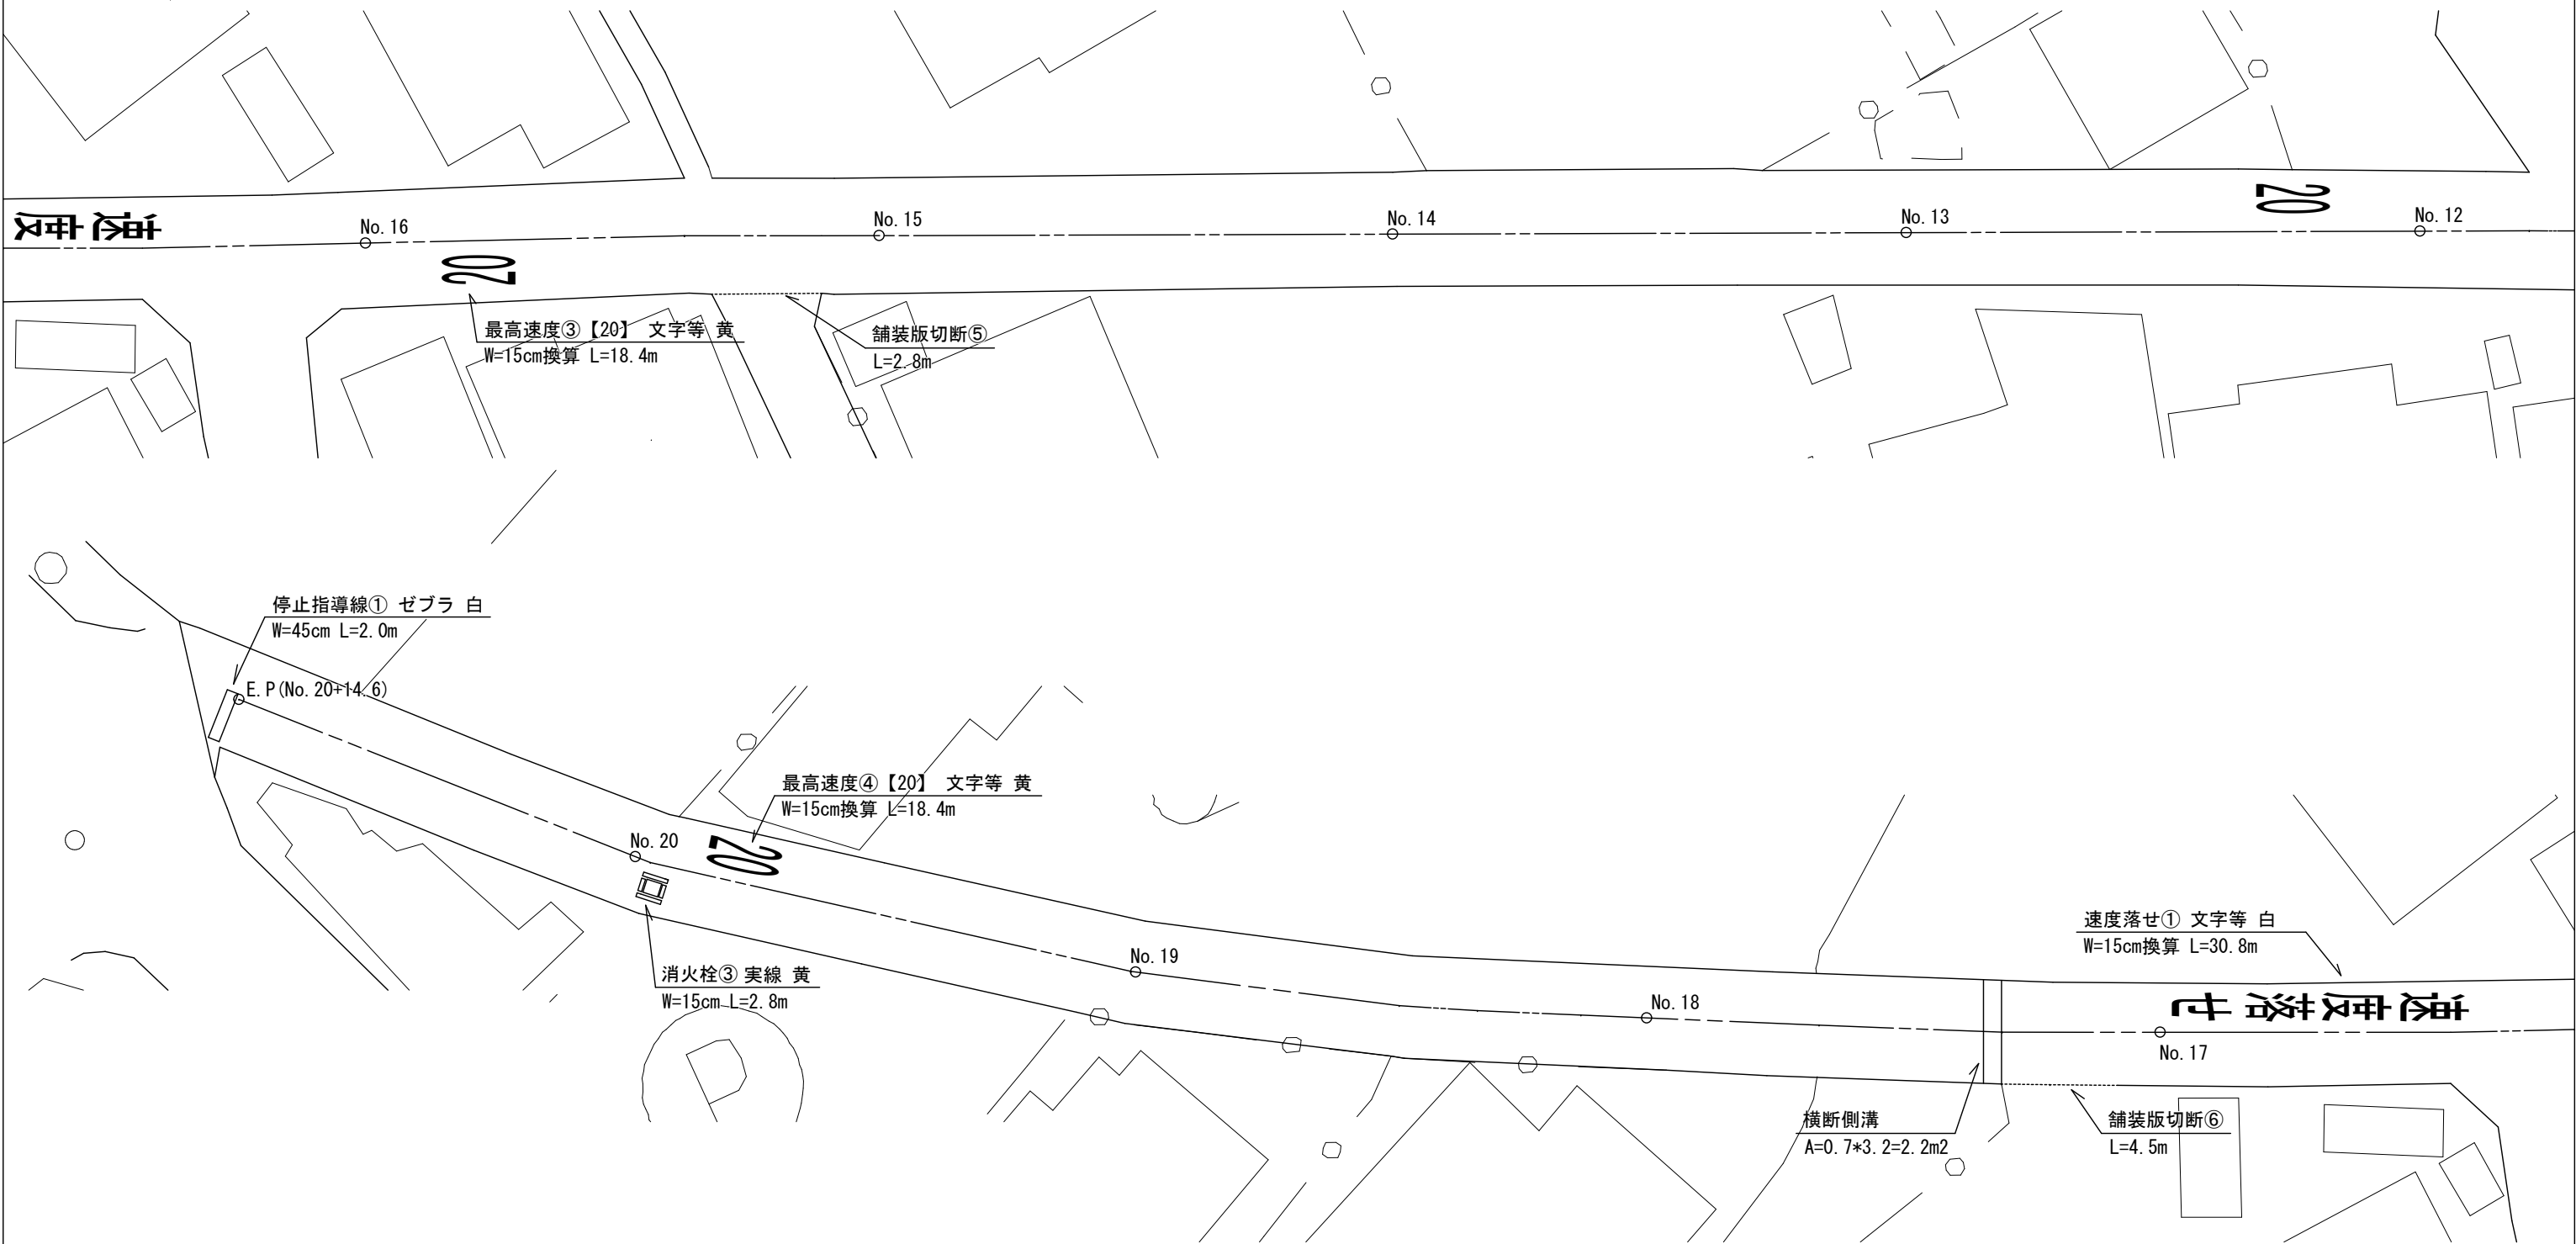 速度
No.16
No.15
No.14
No.13
20
No.12
20
最高速度③【20】 文字等 黄
W=15cm換算 L=18.4m
舗装版切断⑤
L=2.8m
停止指導線① ゼブラ 白
W=45cm L=2.0m
E.P(No.20+14.6)
最高速度④【20】 文字等 黄
W=15cm換算 L=18.4m
No.20
20
消火栓③ 実線 黄
W=15cm L=2.8m
No.19
No.18
速度落せ① 文字等 白
W=15cm換算 L=30.8m
速度落せ
No.17
横断側溝
A=0.7*3.2=2.2m2
舗装版切断⑥
L=4.5m